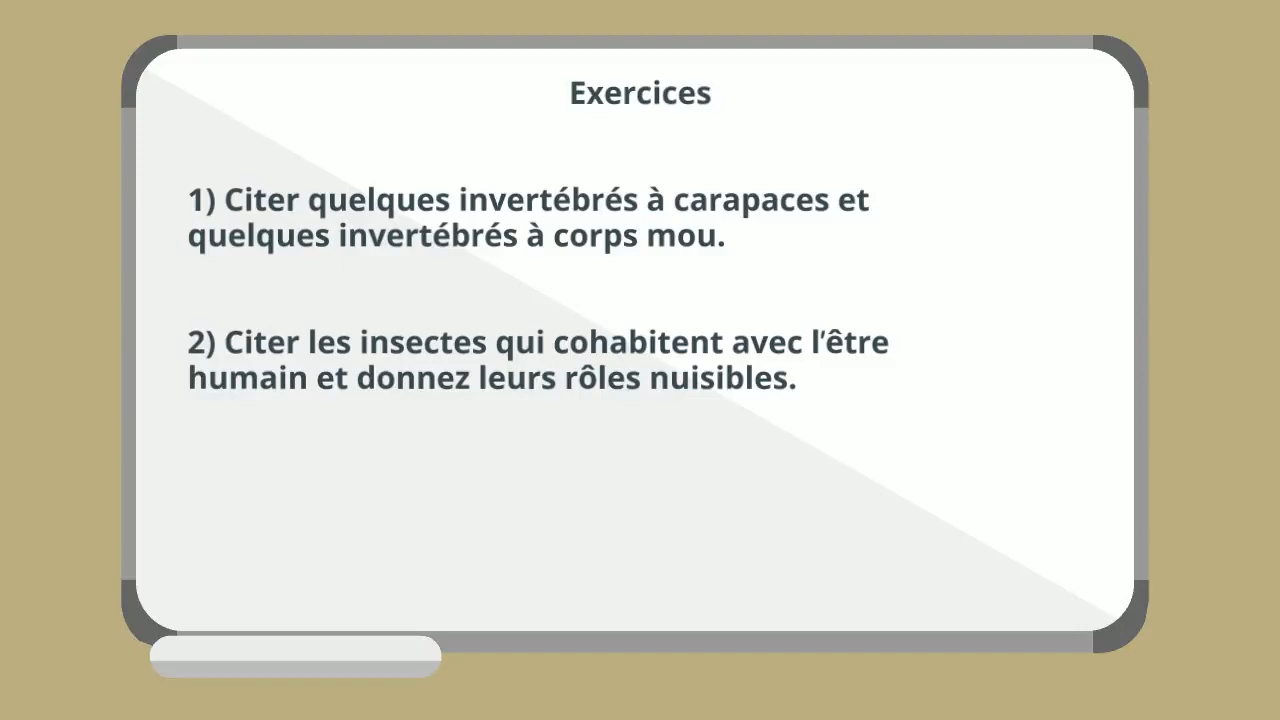 Exercices
1) Citer quelques invertébrés à carapaces et
quelques invertébrés à corps mou.
2) Citer les insectes qui cohabitent avec l’être
humain et donnez leurs rôles nuisibles.